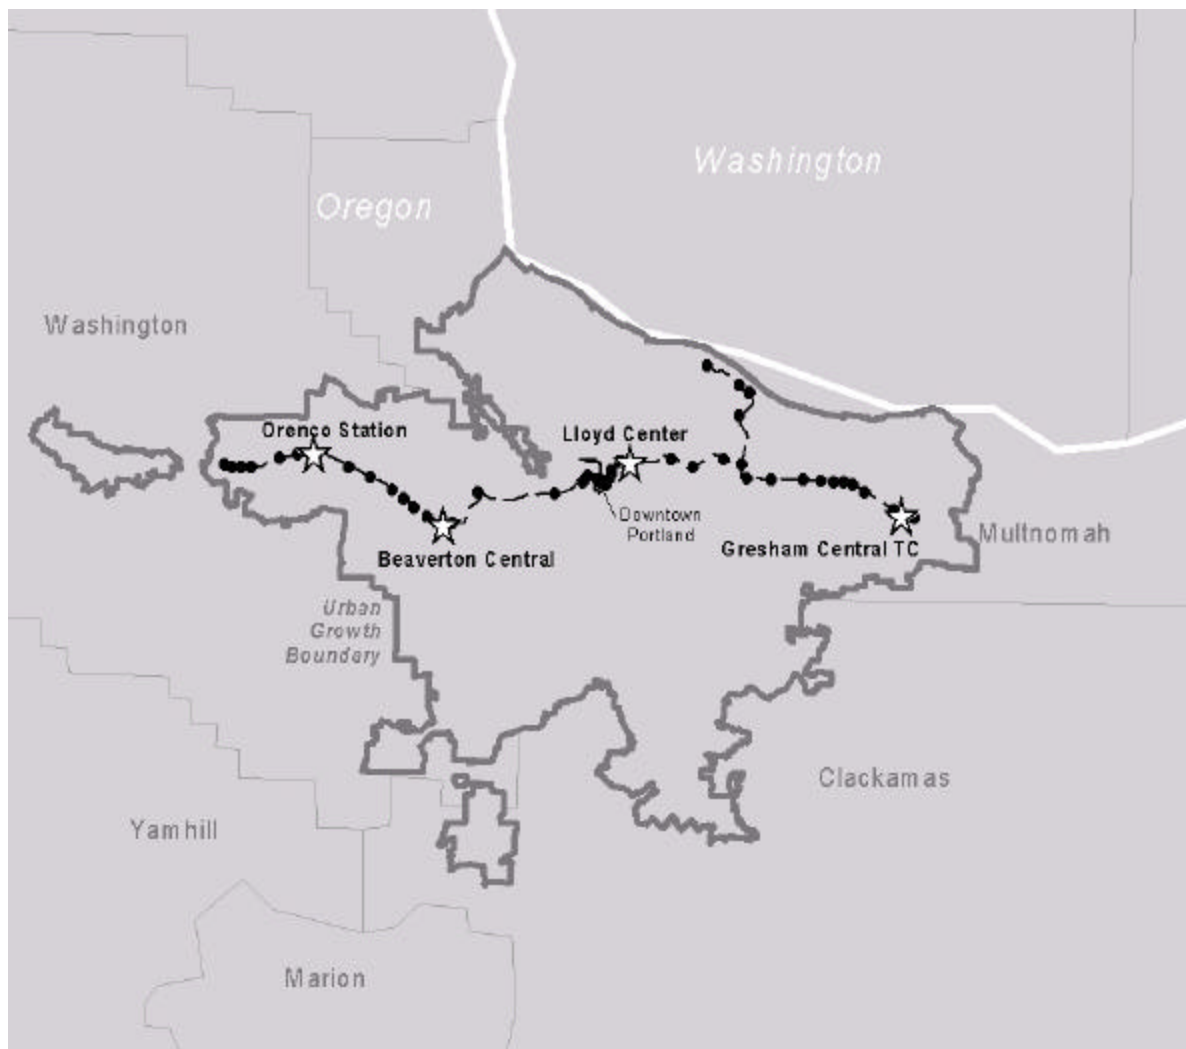 Washington
Oregon
Washington
Orenco Station
Lloyd Center
Downtown
Portland
Multnomah
Gresham Central TC
Beaverton Central
Urban
Growth
Boundary
Clackamas
Yamhill
Marion